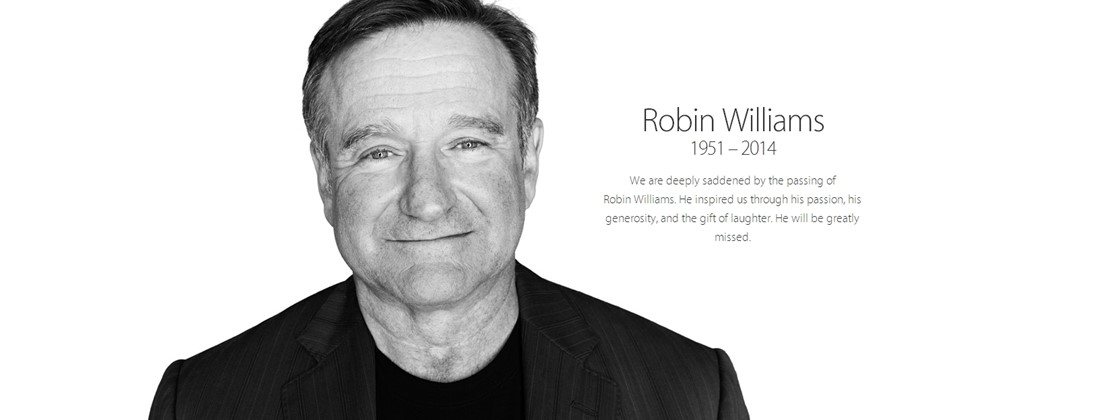 Robin Williams
1951 – 2014
We are deeply saddened by the passing of
Robin Williams. He inspired us through his passion, his
generosity, and the gift of laughter. He will be greatly
missed.